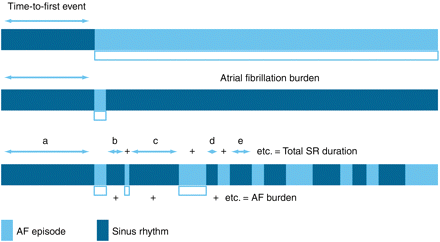 Time-to-first event
Atrial fibrillation burden
a b + c + d + e etc. = Total SR duration
+ + + etc. = AF burden
AF episode Sinus rhythm